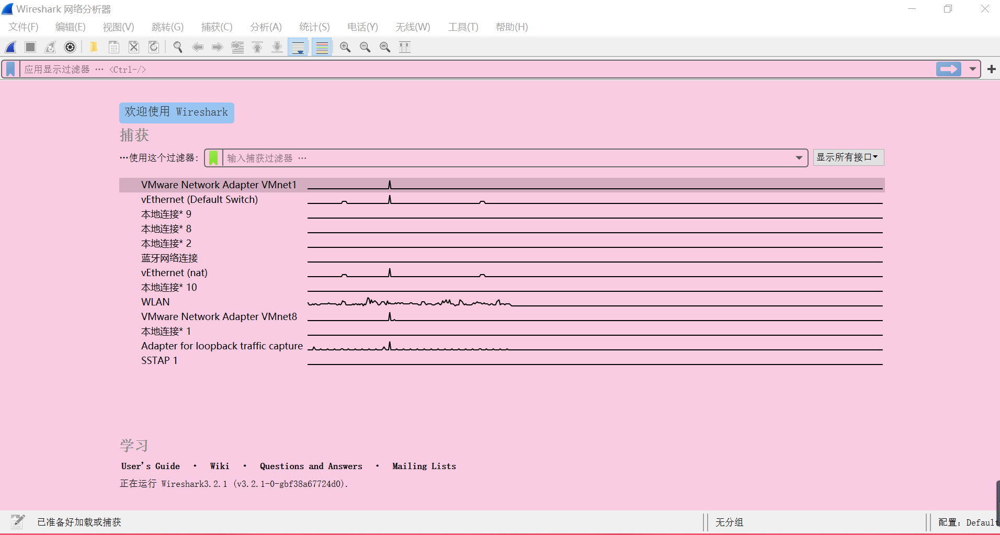 Wireshark 网络分析器
文件(F) 编辑(E) 视图(V) 跳转(G) 捕获(C) 分析(A) 统计(S) 电话(Y) 无线(W) 工具(T) 帮助(H)
应用显示过滤器 … <Ctrl-/>
欢迎使用 Wireshark
捕获
…使用这个过滤器: 输入捕获过滤器 … 显示所有接口
VMware Network Adapter VMnet1
vEthernet (Default Switch)
本地连接* 9
本地连接* 8
本地连接* 2
蓝牙网络连接
vEthernet (nat)
本地连接* 10
WLAN
VMware Network Adapter VMnet8
本地连接* 1
Adapter for loopback traffic capture
SSTAP 1
学习
User's Guide · Wiki · Questions and Answers · Mailing Lists
正在运行 Wireshark3.2.1 (v3.2.1-0-gbf38a67724d0).
已准备好加载或捕获 无分组 配置: Default